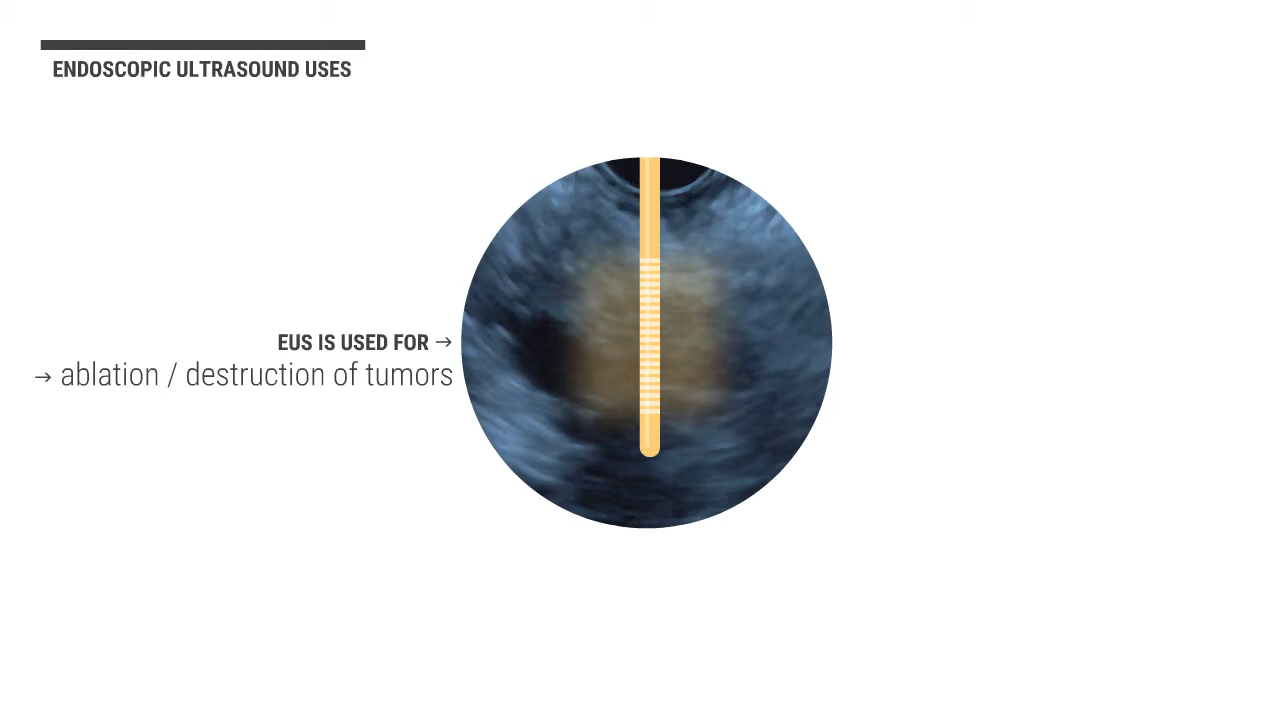 ENDOSCOPIC ULTRASOUND USES
EUS IS USED FOR →
→ ablation / destruction of tumors